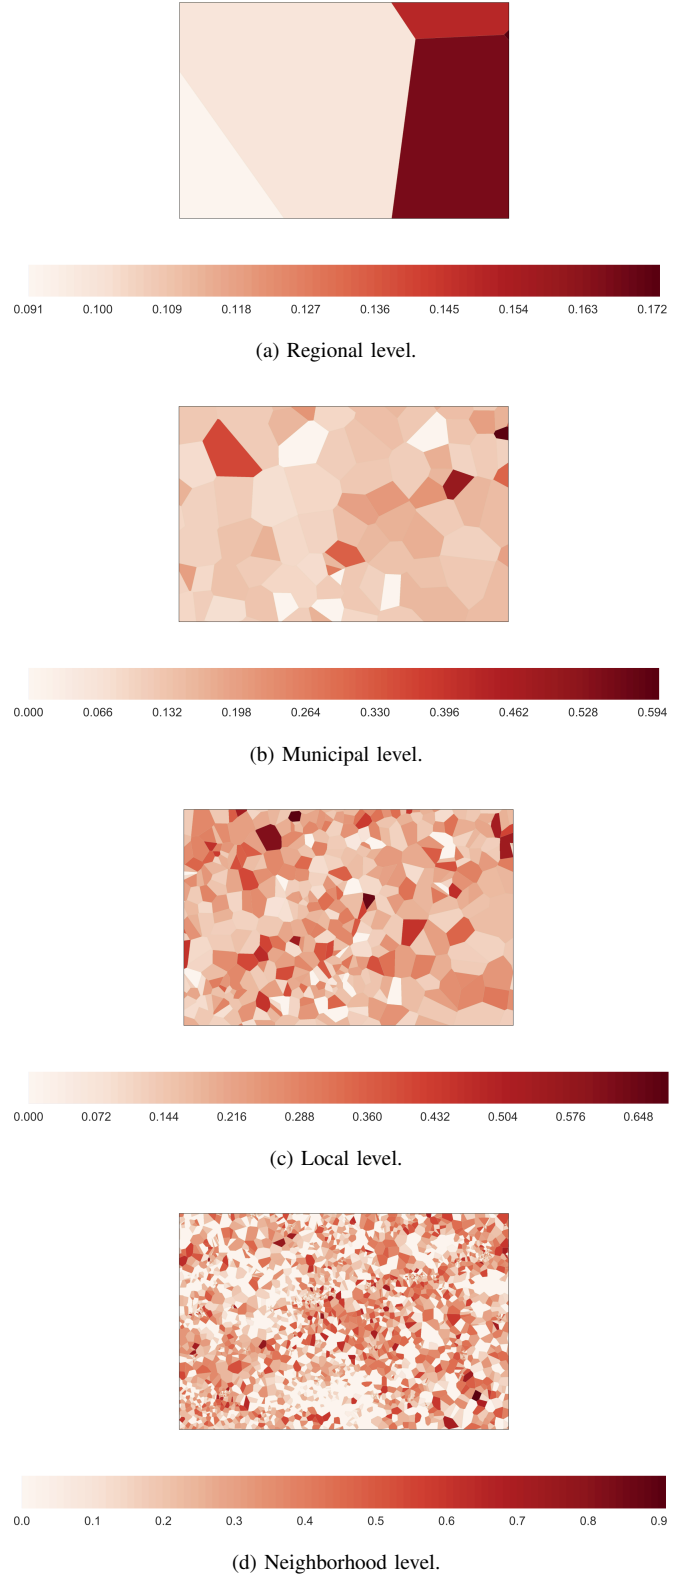 0.091 0.100 0.109 0.118 0.127 0.136 0.145 0.154 0.163 0.172
(a) Regional level.
0.000 0.066 0.132 0.198 0.264 0.330 0.396 0.462 0.528 0.594
(b) Municipal level.
0.000 0.072 0.144 0.216 0.288 0.360 0.432 0.504 0.576 0.648
(c) Local level.
0.0 0.1 0.2 0.3 0.4 0.5 0.6 0.7 0.8 0.9
(d) Neighborhood level.